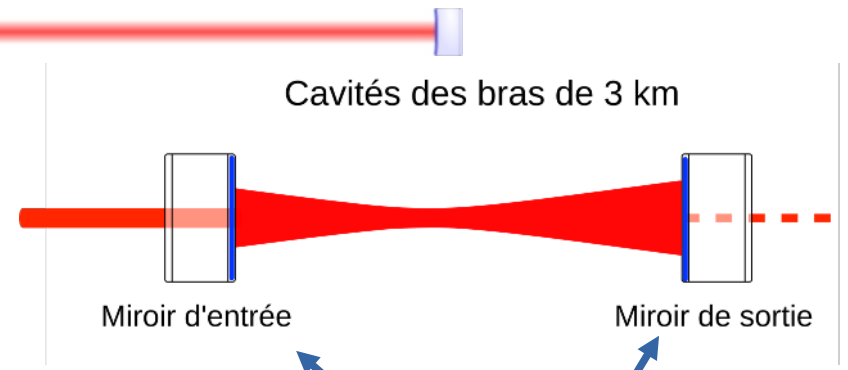 Cavités des bras de 3 km
Miroir d'entrée
Miroir de sortie